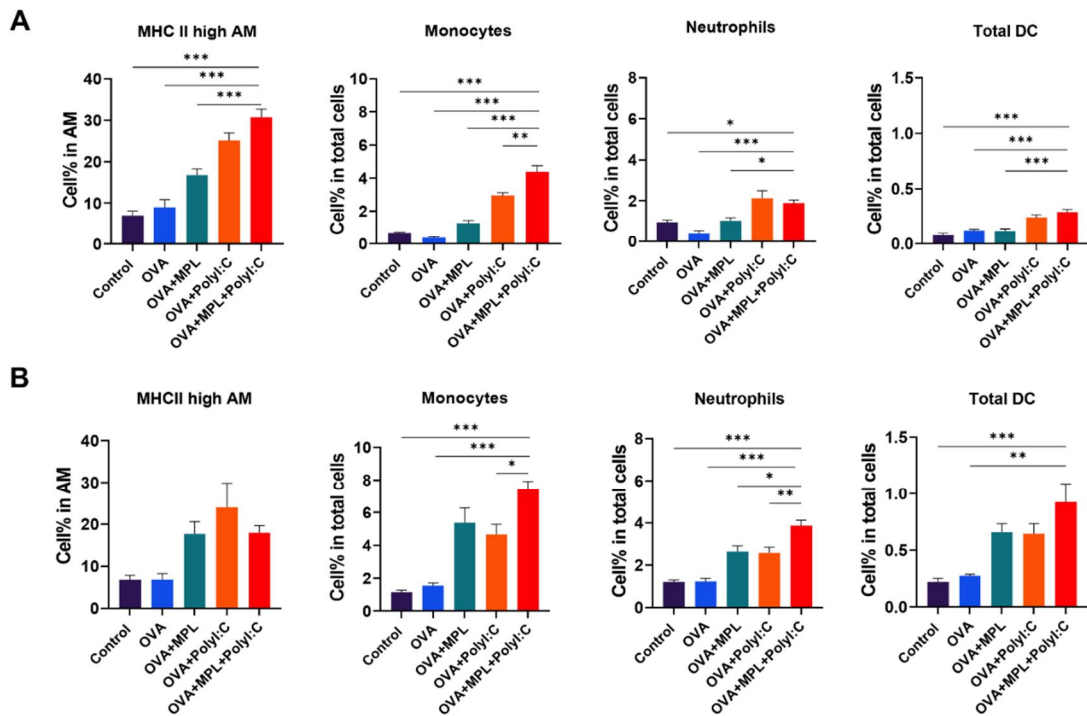 A
MHC II high AM
Cell% in AM
40
30
20
10
0
***
***
***
Control
OVA
OVA+MPL
OVA+PolyI:C
OVA+MPL+PolyI:C
Monocytes
Cell% in total cells
10
8
6
4
2
0
***
***
***
**
Control
OVA
OVA+MPL
OVA+PolyI:C
OVA+MPL+PolyI:C
Neutrophils
Cell% in total cells
8
6
4
2
0
*
***
*
Control
OVA
OVA+MPL
OVA+PolyI:C
OVA+MPL+PolyI:C
Total DC
Cell% in total cells
1.5
1.0
0.5
0.0
***
***
***
Control
OVA
OVA+MPL
OVA+PolyI:C
OVA+MPL+PolyI:C
B
MHCII high AM
Cell% in AM
40
30
20
10
0
Control
OVA
OVA+MPL
OVA+PolyI:C
OVA+MPL+PolyI:C
Monocytes
Cell% in total cells
10
8
6
4
2
0
***
***
*
Control
OVA
OVA+MPL
OVA+PolyI:C
OVA+MPL+PolyI:C
Neutrophils
Cell% in total cells
8
6
4
2
0
***
***
*
**
Control
OVA
OVA+MPL
OVA+PolyI:C
OVA+MPL+PolyI:C
Total DC
Cell% in total cells
1.5
1.0
0.5
0.0
***
**
Control
OVA
OVA+MPL
OVA+PolyI:C
OVA+MPL+PolyI:C